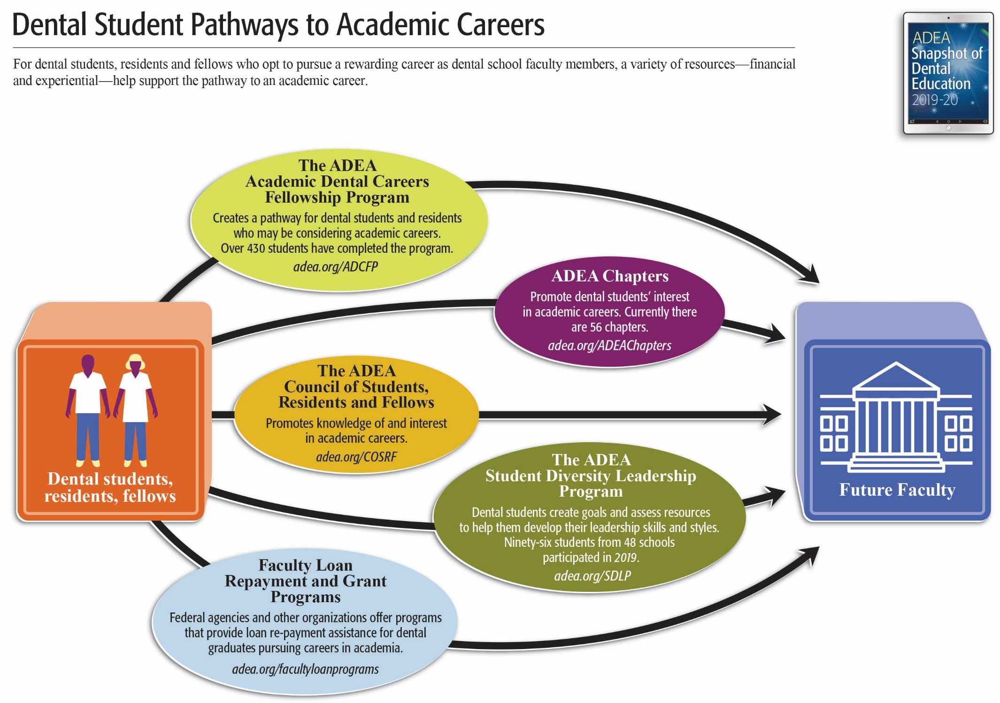 Dental Student Pathways to Academic Careers
For dental students, residents and fellows who opt to pursue a rewarding career as dental school faculty members, a variety of resources—financial
and experiential—help support the pathway to an academic career.
ADEA
Snapshot of
Dental
Education
2019-20
The ADEA
Academic Dental Careers
Fellowship Program
Creates a pathway for dental students and residents
who may be considering academic careers.
Over 430 students have completed the program.
adea.org/ADCFP
ADEA Chapters
Promote dental students’ interest
in academic careers. Currently there
are 56 chapters.
adea.org/ADEAChapters
The ADEA
Council of Students,
Residents and Fellows
Promotes knowledge of and interest
in academic careers.
adea.org/COSRF
The ADEA
Student Diversity Leadership
Program
Dental students create goals and assess resources
to help them develop their leadership skills and styles.
Ninety-six students from 48 schools
participated in 2019.
adea.org/SDLP
Faculty Loan
Repayment and Grant
Programs
Federal agencies and other organizations offer programs
that provide loan re-payment assistance for dental
graduates pursuing careers in academia.
adea.org/facultyloanprograms
Dental students,
residents, fellows
Future Faculty